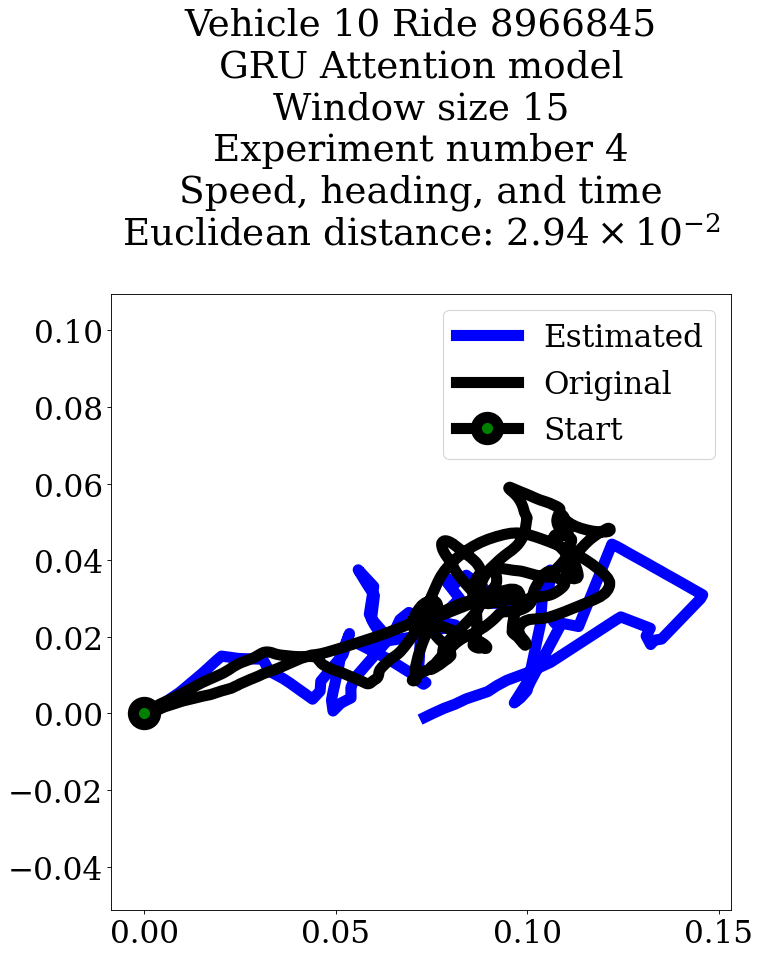 Vehicle 10 Ride 8966845
GRU Attention model
Window size 15
Experiment number 4
Speed, heading, and time
Euclidean distance: 2.94 × 10⁻²
Estimated
Original
Start
0.10
0.08
0.06
0.04
0.02
0.00
−0.02
−0.04
0.00 0.05 0.10 0.15